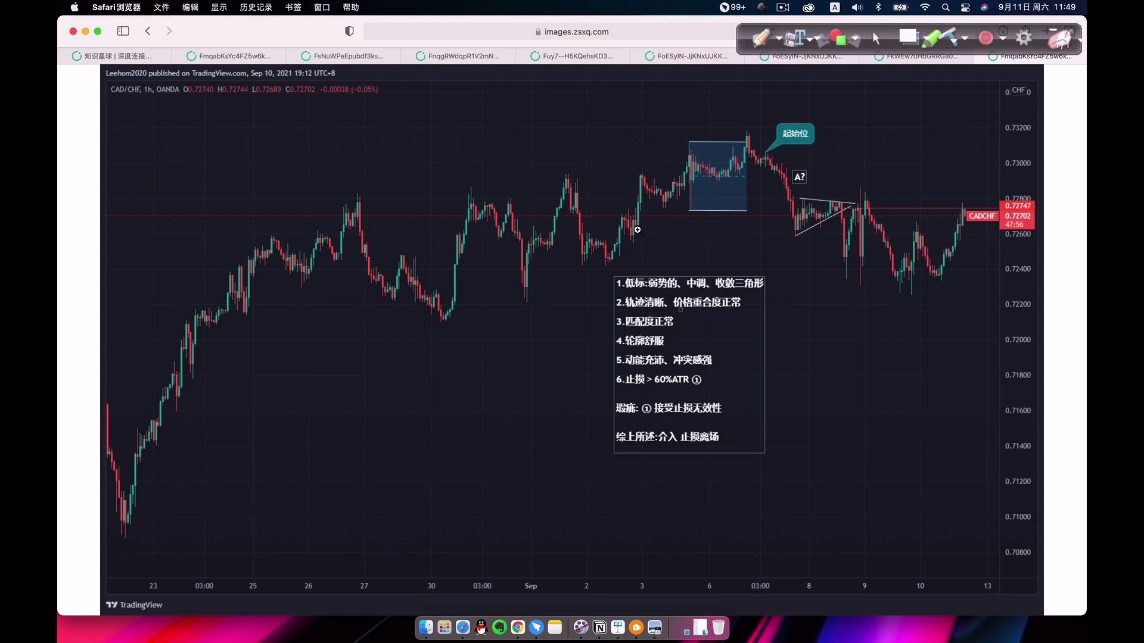 Safari浏览器 文件 编辑 显示 历史记录 书签 窗口 帮助
99+ A 9月11日 周六 11:49
images.zsxq.com
知识星球 | 深度连接... FmqabKsYc4FZ5w6k... FsNuWPeEpubdf3ks... FnqgRWdqpR1V2mN... Fuy7--H5KQehsKD3... FoESyIN-JjKNxUJJKK...
Leehom2020 published on TradingView.com, Sep 10, 2021 19:12 UTC+8
CAD/CHF, 1h, OANDA O0.72740 H0.72744 L0.72689 C0.72702 −0.00038 (−0.05%)
CHF
0.73200
起始位
0.73000
A?
0.72800
0.72747
CADCHF 0.72702
47:56
0.72600
0.72400
0.72200
0.72000
0.71800
0.71600
0.71400
0.71200
0.71000
0.70800
1.低标:弱势的、中调、收敛三角形
2.轨迹清晰、价格重合度正常
3.匹配度正常
4.轮廓舒服
5.动能充沛、冲突感强
6.止损＞60%ATR ①
瑕疵: ① 接受止损无效性
综上所述:介入 止损离场
23 03:00 25 26 27 30 03:00 Sep 2 3 6 03:00 8 9 10 13
TradingView